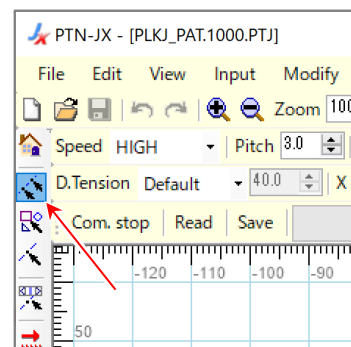 PTN-JX - [PLKJ_PAT.1000.PTJ]
File Edit View Input Modify
Zoom 100
Speed HIGH Pitch 3.0
D.Tension Default 40.0 X
Com. stop Read Save
-120 -110 -100 -90
50